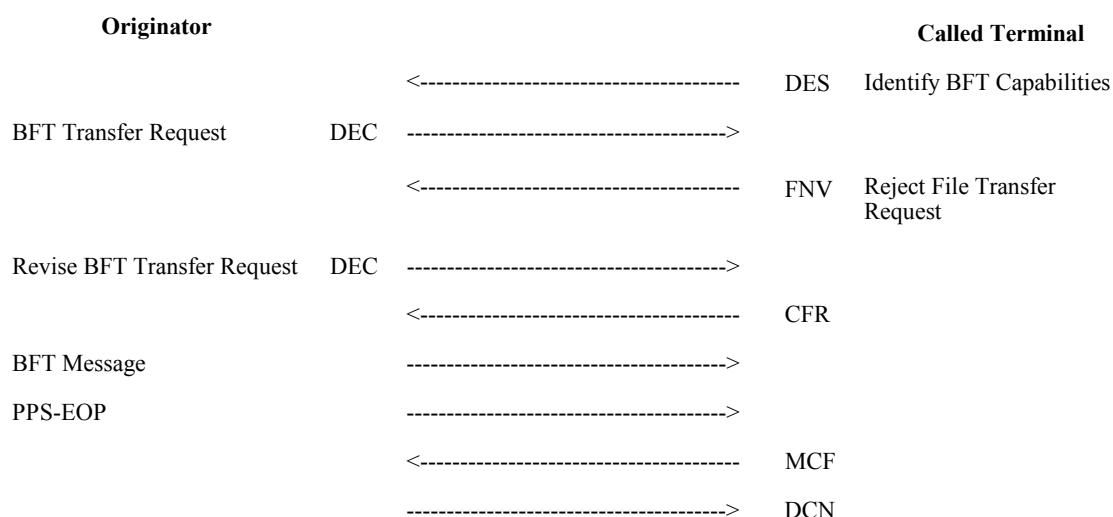 Originator
Called Terminal
<--------------------------------------- DES Identify BFT Capabilities
BFT Transfer Request DEC --------------------------------------->
<--------------------------------------- FNV Reject File Transfer
Request
Revise BFT Transfer Request DEC --------------------------------------->
<--------------------------------------- CFR
BFT Message --------------------------------------->
PPS-EOP --------------------------------------->
<--------------------------------------- MCF
---------------------------------------> DCN